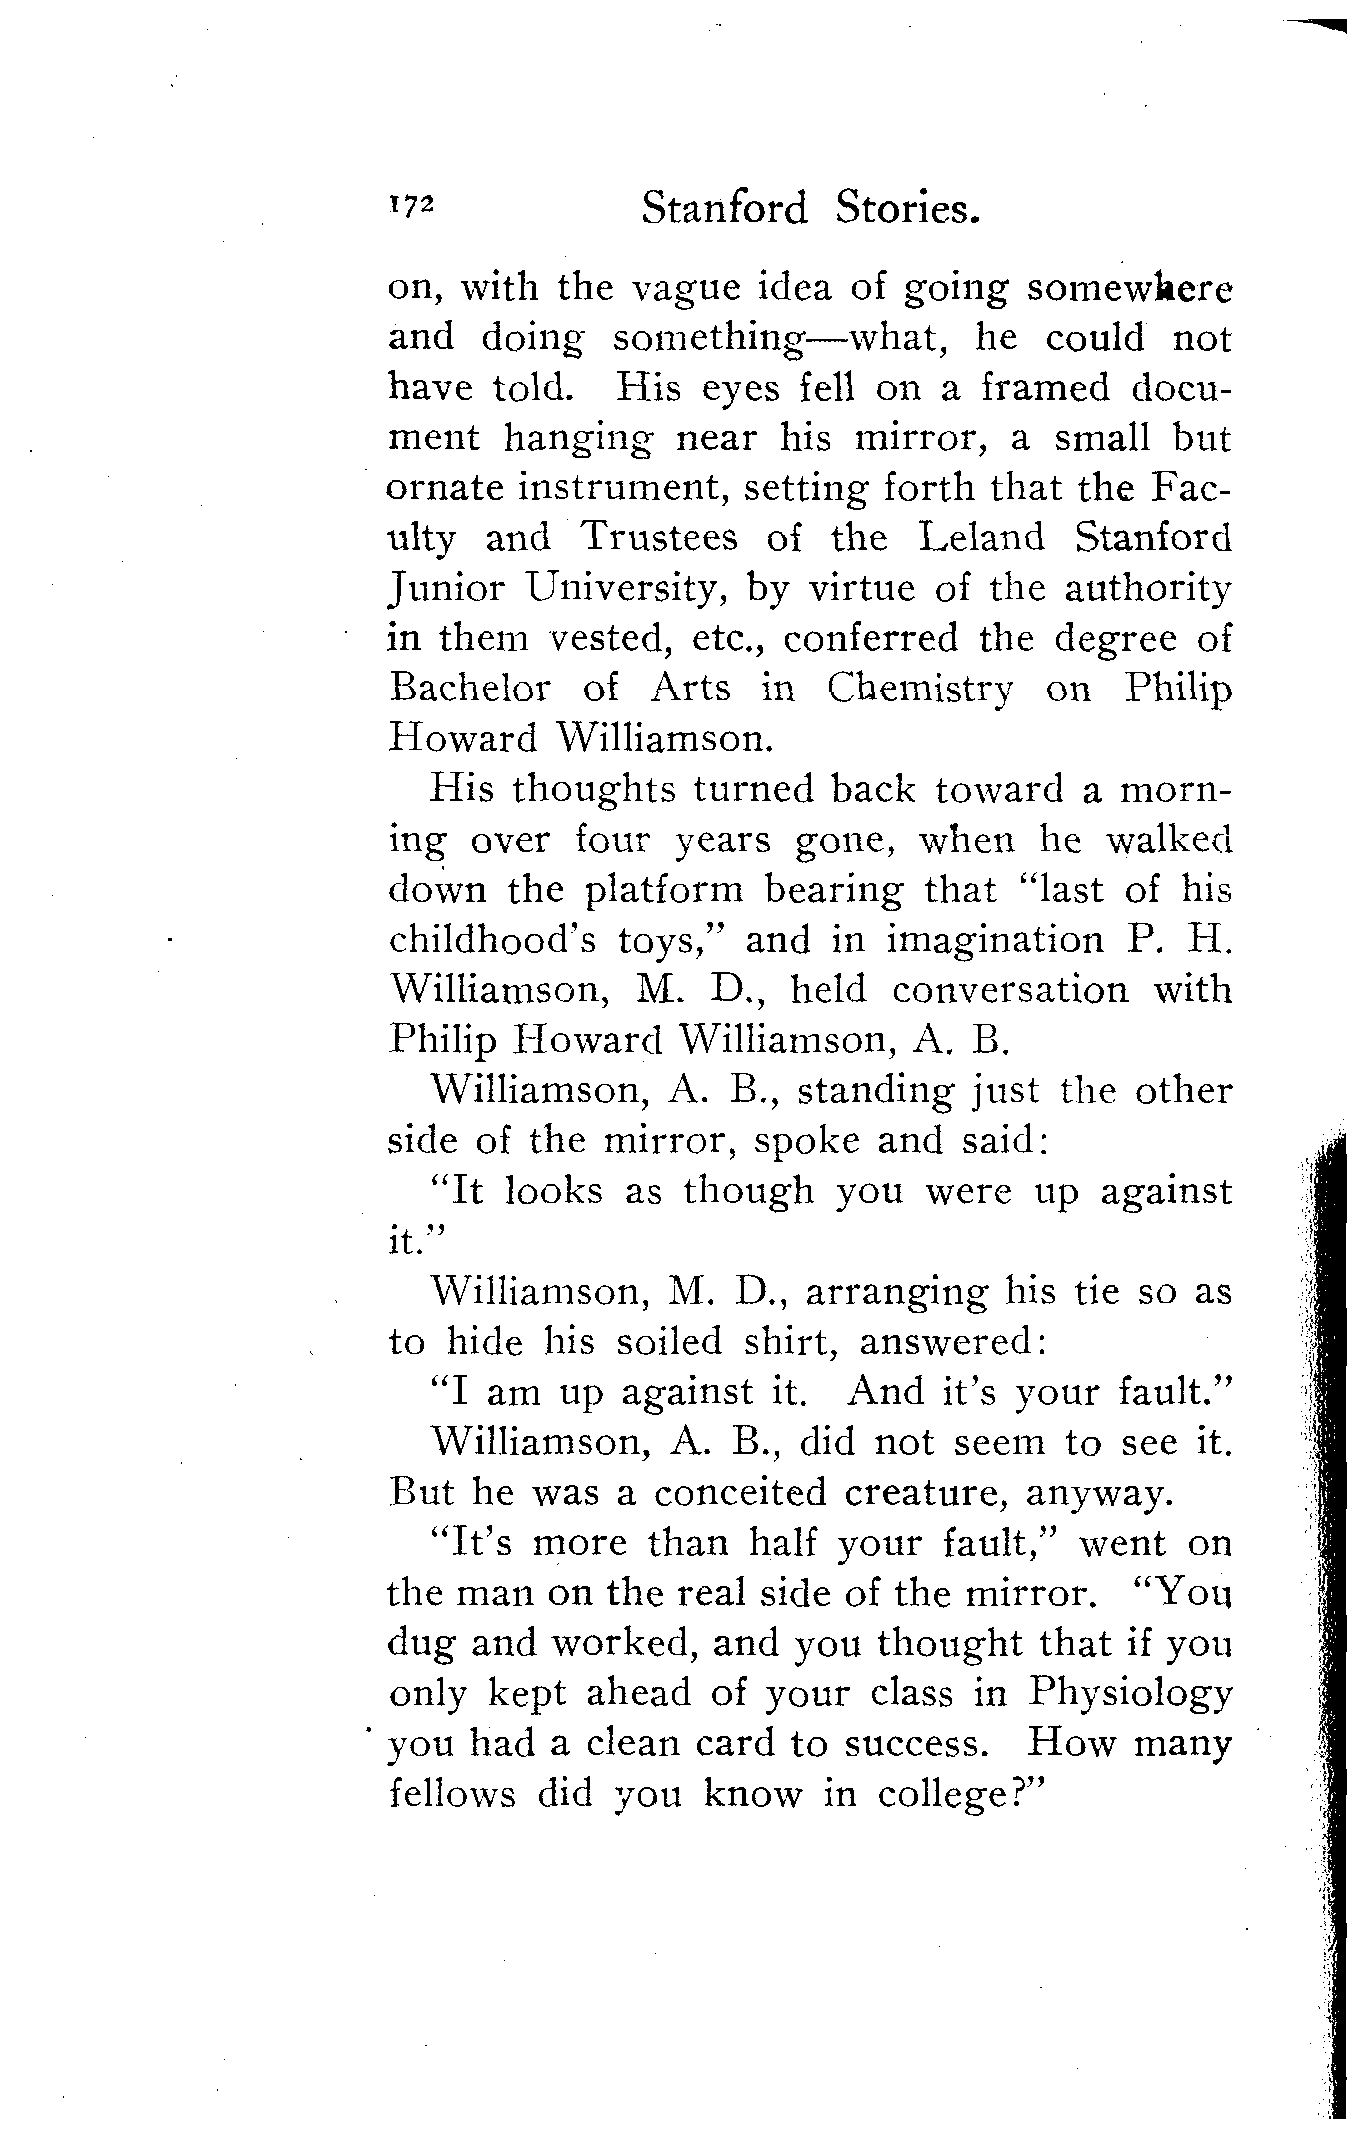 172 Stanford Stories.
on, with the vague idea of going somewhere
and doing something—what, he could not
have told. His eyes fell on a framed docu-
ment hanging near his mirror, a small but
ornate instrument, setting forth that the Fac-
ulty and Trustees of the Leland Stanford
Junior University, by virtue of the authority
in them vested, etc., conferred the degree of
Bachelor of Arts in Chemistry on Philip
Howard Williamson.
His thoughts turned back toward a morn-
ing over four years gone, when he walked
down the platform bearing that “last of his
childhood’s toys,” and in imagination P. H.
Williamson, M. D., held conversation with
Philip Howard Williamson, A. B.
Williamson, A. B., standing just the other
side of the mirror, spoke and said:
“It looks as though you were up against
it.”
Williamson, M. D., arranging his tie so as
to hide his soiled shirt, answered:
“I am up against it. And it’s your fault.”
Williamson, A. B., did not seem to see it.
But he was a conceited creature, anyway.
“It’s more than half your fault,” went on
the man on the real side of the mirror. “You
dug and worked, and you thought that if you
only kept ahead of your class in Physiology
you had a clean card to success. How many
fellows did you know in college?”